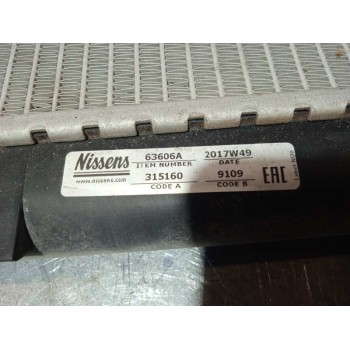 Nissens 63606A 2017W49
ITEM NUMBER DATE
www.nissens.com 315160 9109 EAC
CODE A CODE B